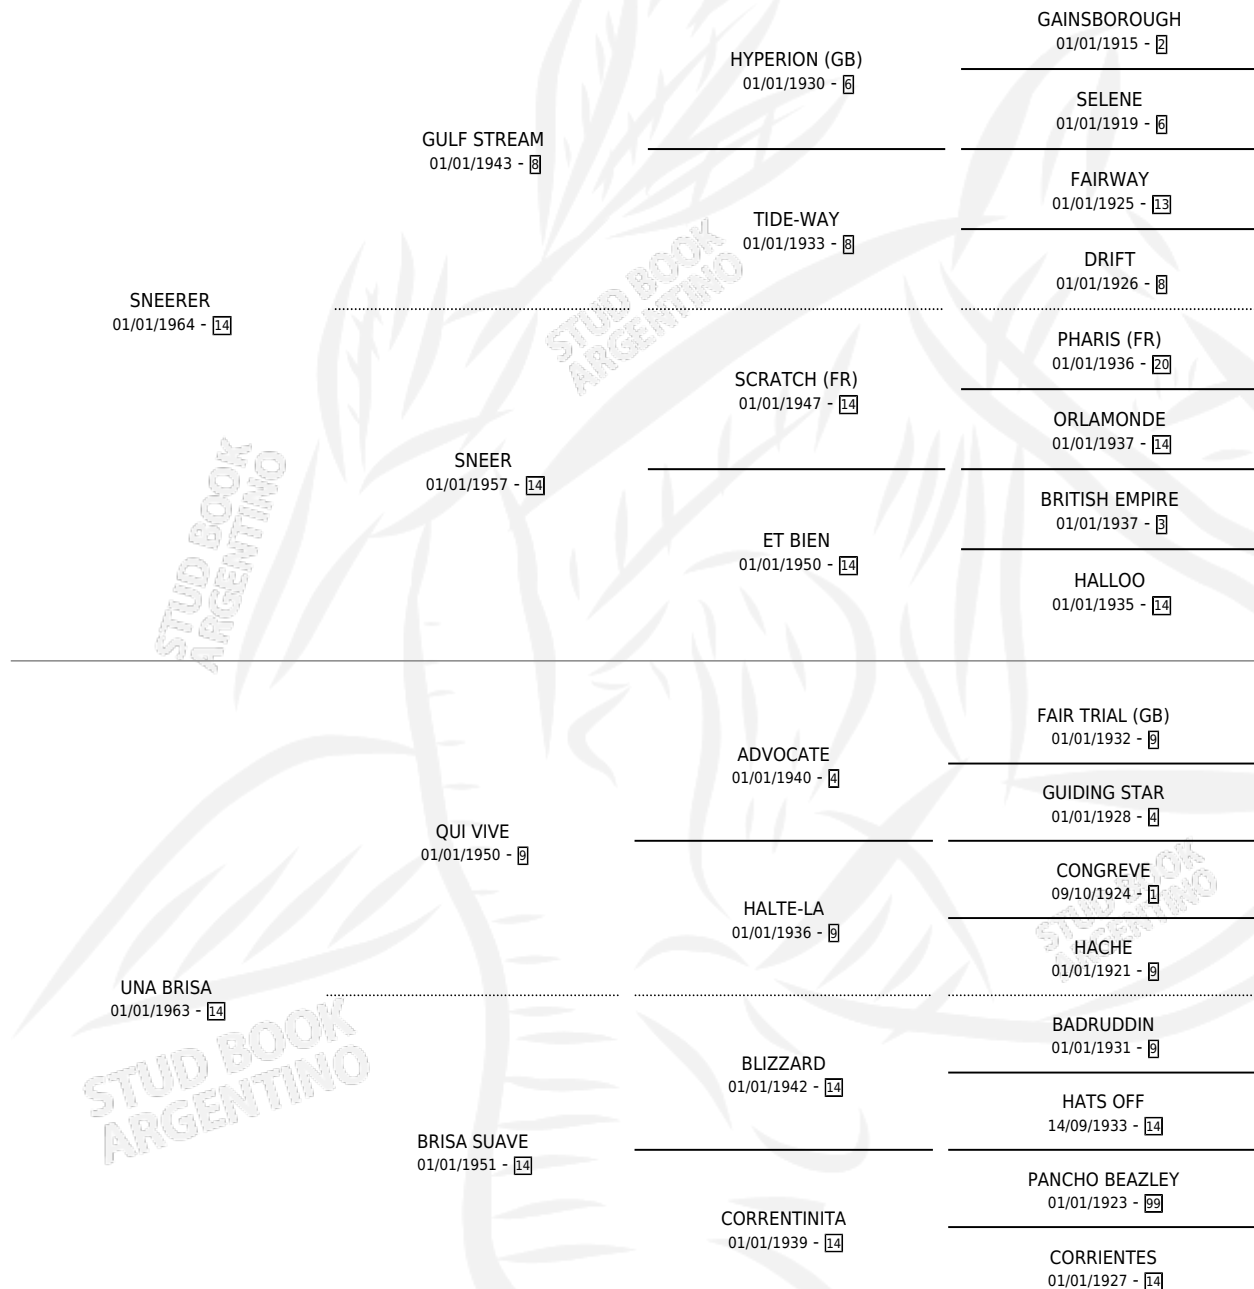 GAINSBOROUGH
01/01/1915 - 2
HYPERION (GB)
01/01/1930 - 6
SELENE
01/01/1919 - 6
GULF STREAM
01/01/1943 - 8
FAIRWAY
01/01/1925 - 13
TIDE-WAY
01/01/1933 - 8
DRIFT
01/01/1926 - 8
SNEERER
01/01/1964 - 14
PHARIS (FR)
01/01/1936 - 20
SCRATCH (FR)
01/01/1947 - 14
ORLAMONDE
01/01/1937 - 14
SNEER
01/01/1957 - 14
BRITISH EMPIRE
01/01/1937 - 3
ET BIEN
01/01/1950 - 14
HALLOO
01/01/1935 - 14
FAIR TRIAL (GB)
01/01/1932 - 9
ADVOCATE
01/01/1940 - 4
GUIDING STAR
01/01/1928 - 4
QUI VIVE
01/01/1950 - 9
CONGREVE
09/10/1924 - 1
HALTE-LA
01/01/1936 - 9
HACHE
01/01/1921 - 9
UNA BRISA
01/01/1963 - 14
BADRUDDIN
01/01/1931 - 9
BLIZZARD
01/01/1942 - 14
HATS OFF
14/09/1933 - 14
BRISA SUAVE
01/01/1951 - 14
PANCHO BEAZLEY
01/01/1923 - 99
CORRENTINITA
01/01/1939 - 14
CORRIENTES
01/01/1927 - 14
STUD BOOK
ARGENTINO
STUD BOOK
ARGENTINO
STUD BOOK
ARGENTINO
STUD BOOK
ARGENTINO